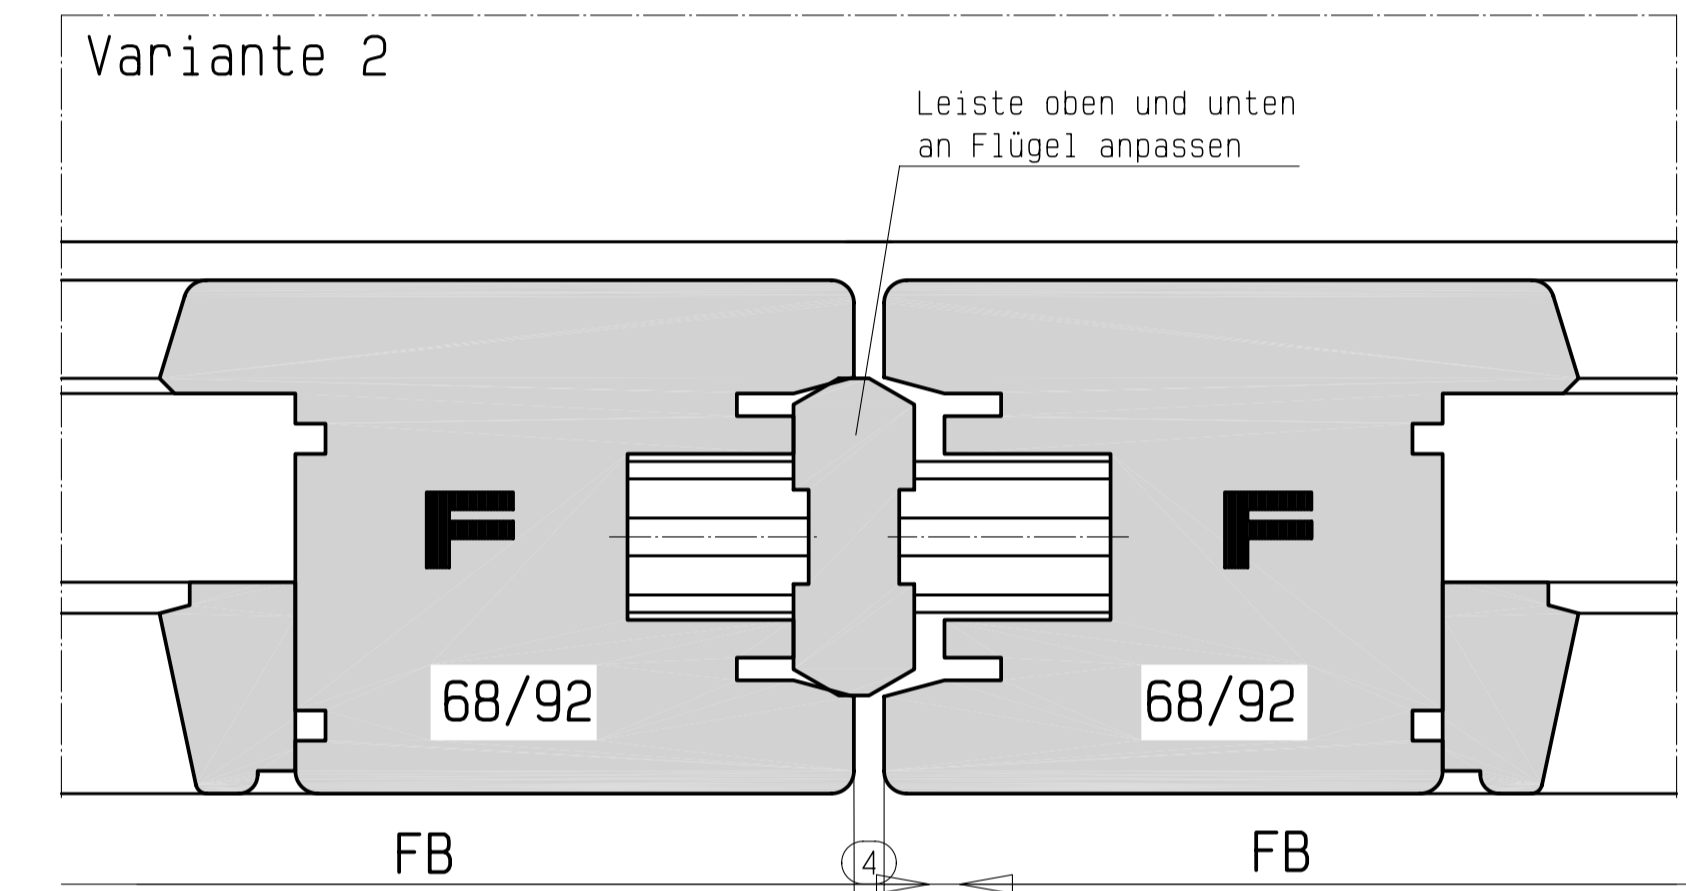 Variante 2
Leiste oben und unten
an Flügel anpassen
F
F
68/92
68/92
FB
FB
4